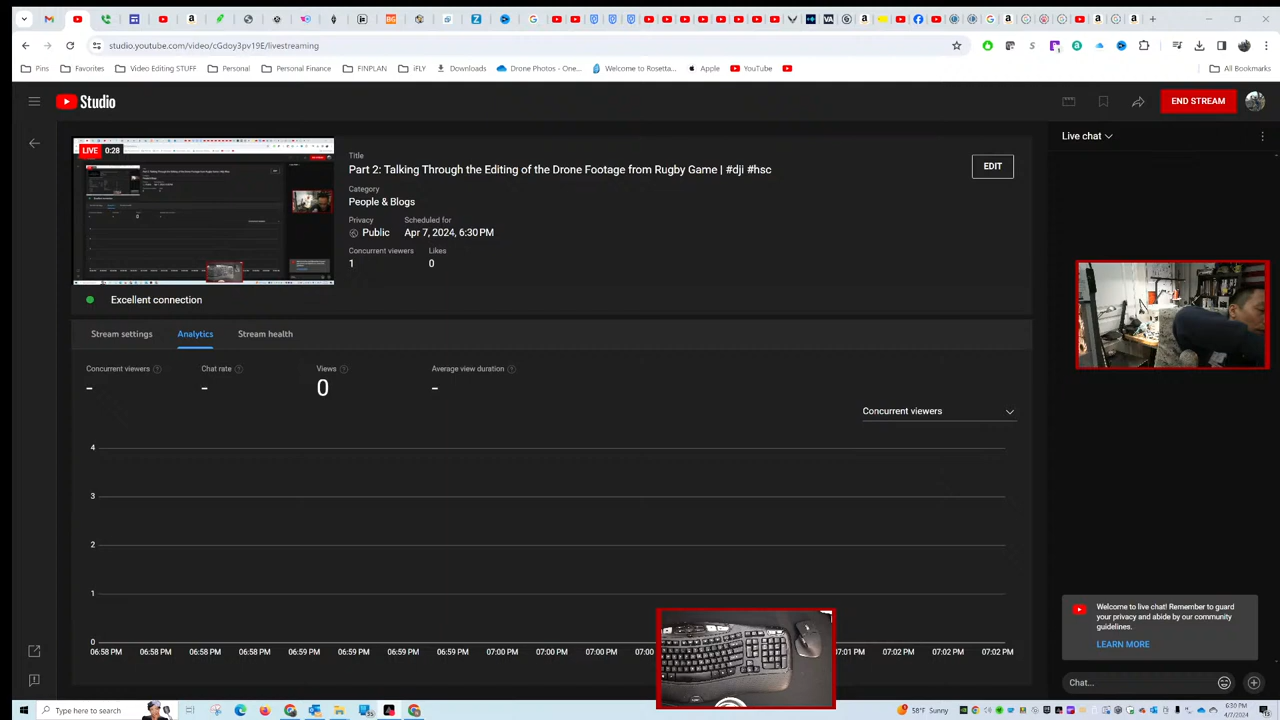 studio.youtube.com/video/cGdoy3pv19E/livestreaming
Pins
Favorites
Video Editing STUFF
Personal
Personal Finance
FINPLAN
iFLY
Downloads
Drone Photos - One...
Welcome to Rosetta...
Apple
YouTube
All Bookmarks
Studio
END STREAM
LIVE 0:28
Title
Part 2: Talking Through the Editing of the Drone Footage from Rugby Game | #dji #hsc
Category
People & Blogs
Privacy
Scheduled for
Public
Apr 7, 2024, 6:30 PM
Concurrent viewers
Likes
1
0
EDIT
Live chat
Excellent connection
Stream settings
Analytics
Stream health
Concurrent viewers
Chat rate
Views
Average view duration
-
-
0
-
Concurrent viewers
4
3
2
1
0
06:58 PM 06:58 PM 06:58 PM 06:58 PM 06:59 PM 06:59 PM 06:59 PM 06:59 PM 07:00 PM 07:00 PM 07:00 PM 07:00 7:01 PM 07:02 PM 07:02 PM 07:02 PM
Welcome to live chat! Remember to guard
your privacy and abide by our community
guidelines.
LEARN MORE
Chat...
Type here to search
58°F Sunny
6:30 PM
4/7/2024